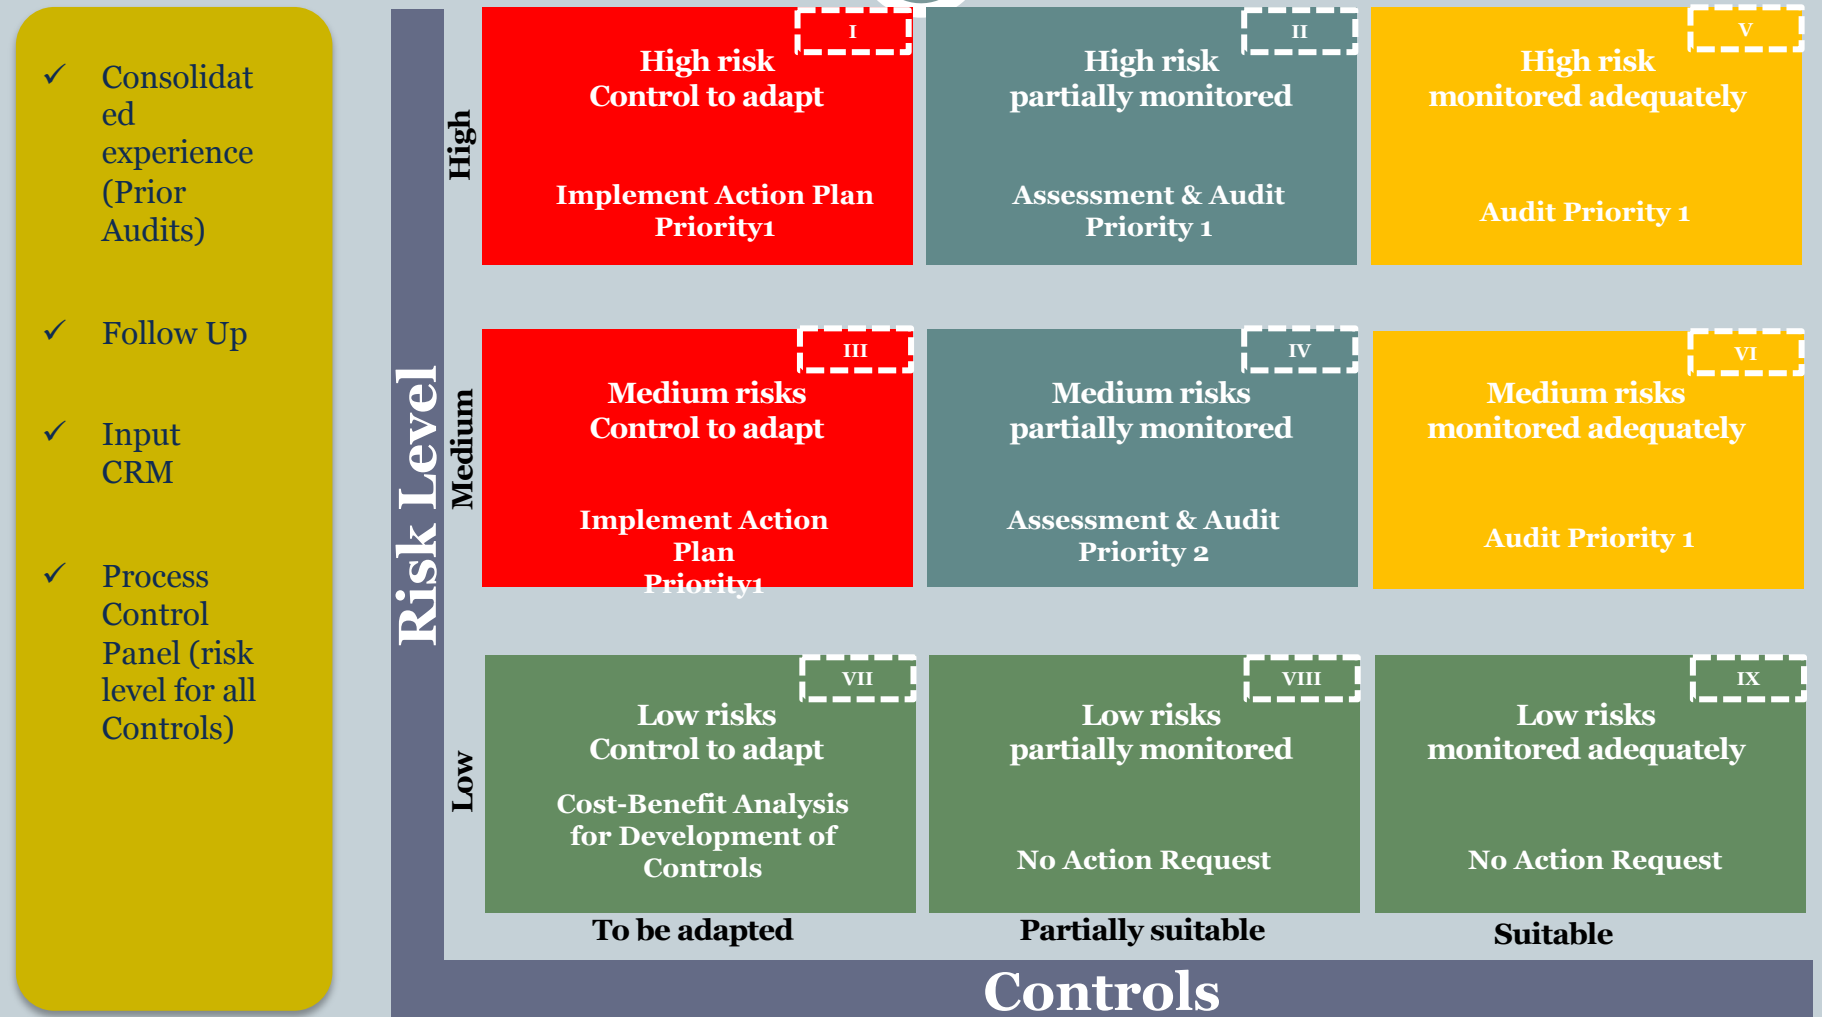 ✓ Consolidat
ed
experience
(Prior
Audits)
✓ Follow Up
✓ Input
CRM
✓ Process
Control
Panel (risk
level for all
Controls)
Risk Level
High
I
High risk
Control to adapt
Implement Action Plan
Priority1
II
High risk
partially monitored
Assessment & Audit
Priority 1
V
High risk
monitored adequately
Audit Priority 1
Medium
III
Medium risks
Control to adapt
Implement Action
Plan
Priority1
IV
Medium risks
partially monitored
Assessment & Audit
Priority 2
VI
Medium risks
monitored adequately
Audit Priority 1
Low
VII
Low risks
Control to adapt
Cost-Benefit Analysis
for Development of
Controls
VIII
Low risks
partially monitored
No Action Request
IX
Low risks
monitored adequately
No Action Request
To be adapted
Partially suitable
Suitable
Controls